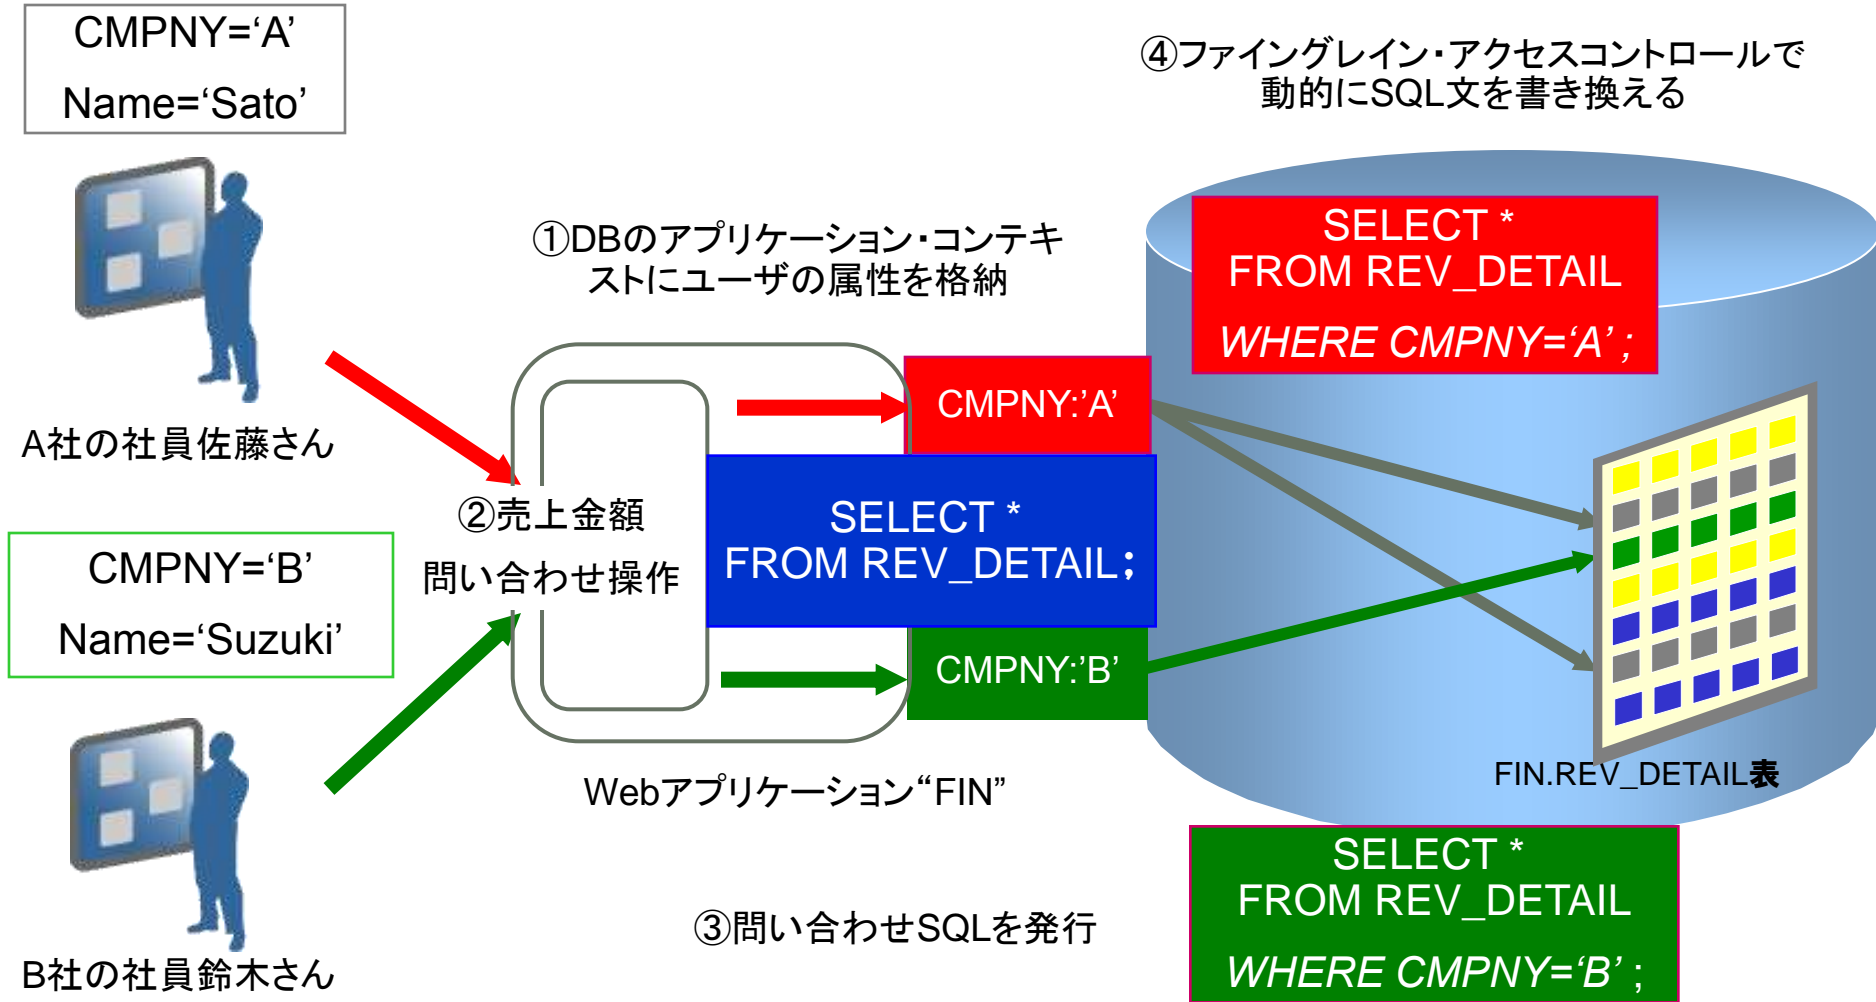 CMPNY=‘A’
Name=‘Sato’
④ファイングレイン・アクセスコントロールで
動的にSQL文を書き換える
①DBのアプリケーション・コンテキ
ストにユーザの属性を格納
SELECT *
FROM REV_DETAIL
WHERE CMPNY=‘A’ ;
CMPNY:’A’
A社の社員佐藤さん
②売上金額
問い合わせ操作
SELECT *
FROM REV_DETAIL；
CMPNY=‘B’
Name=‘Suzuki’
CMPNY:’B’
FIN.REV_DETAIL表
Webアプリケーション“FIN”
SELECT *
FROM REV_DETAIL
WHERE CMPNY=‘B’ ;
③問い合わせSQLを発行
B社の社員鈴木さん